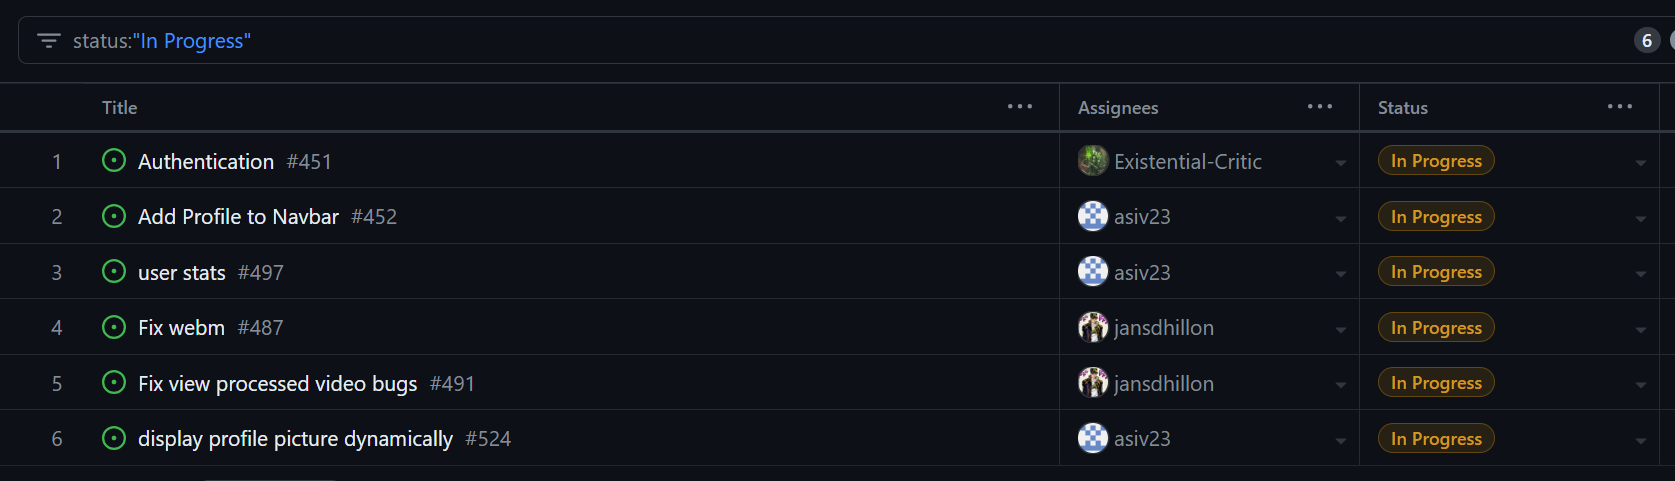 status:"In Progress" 6
Title ... Assignees ... Status ...
1 Authentication #451 Existential-Critic In Progress
2 Add Profile to Navbar #452 asiv23 In Progress
3 user stats #497 asiv23 In Progress
4 Fix webm #487 jansdhillon In Progress
5 Fix view processed video bugs #491 jansdhillon In Progress
6 display profile picture dynamically #524 asiv23 In Progress